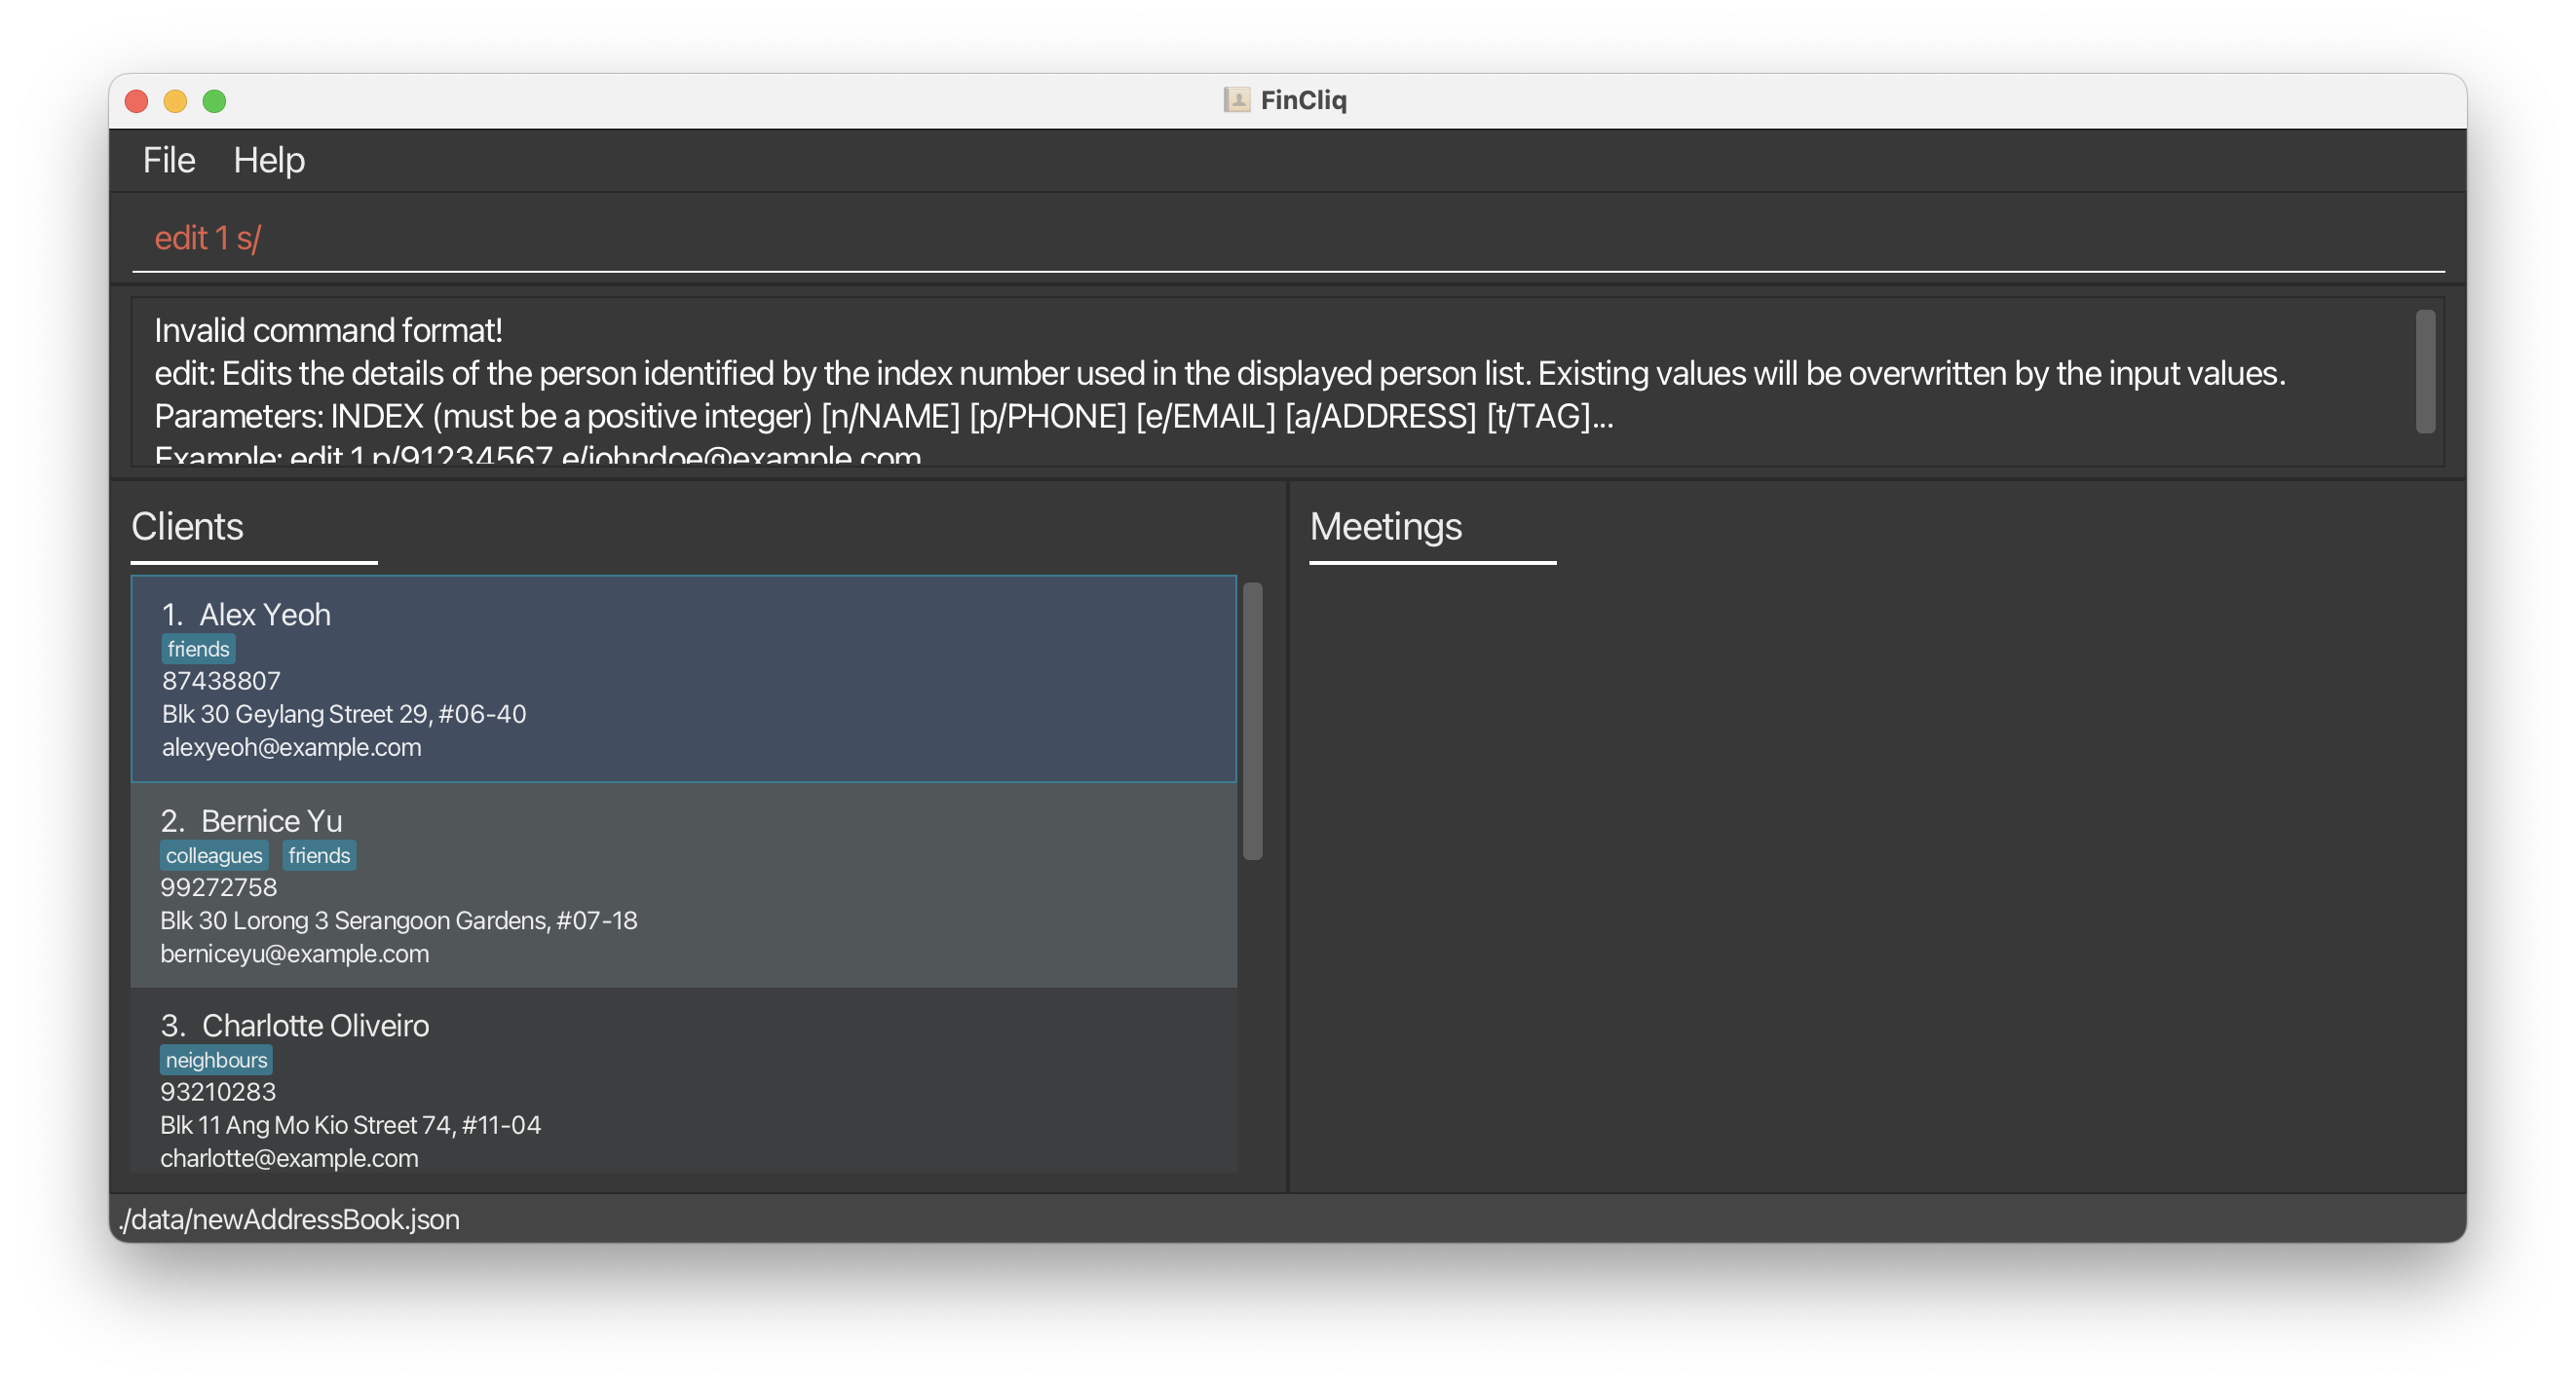 FinCliq
File Help
edit 1 s/
Invalid command format!
edit: Edits the details of the person identified by the index number used in the displayed person list. Existing values will be overwritten by the input values.
Parameters: INDEX (must be a positive integer) [n/NAME] [p/PHONE] [e/EMAIL] [a/ADDRESS] [t/TAG]...
Example: edit 1 p/91234567 e/johndoe@example.com
Clients
1. Alex Yeoh
friends
87438807
Blk 30 Geylang Street 29, #06-40
alexyeoh@example.com
2. Bernice Yu
colleagues friends
99272758
Blk 30 Lorong 3 Serangoon Gardens, #07-18
berniceyu@example.com
3. Charlotte Oliveiro
neighbours
93210283
Blk 11 Ang Mo Kio Street 74, #11-04
charlotte@example.com
Meetings
./data/newAddressBook.json